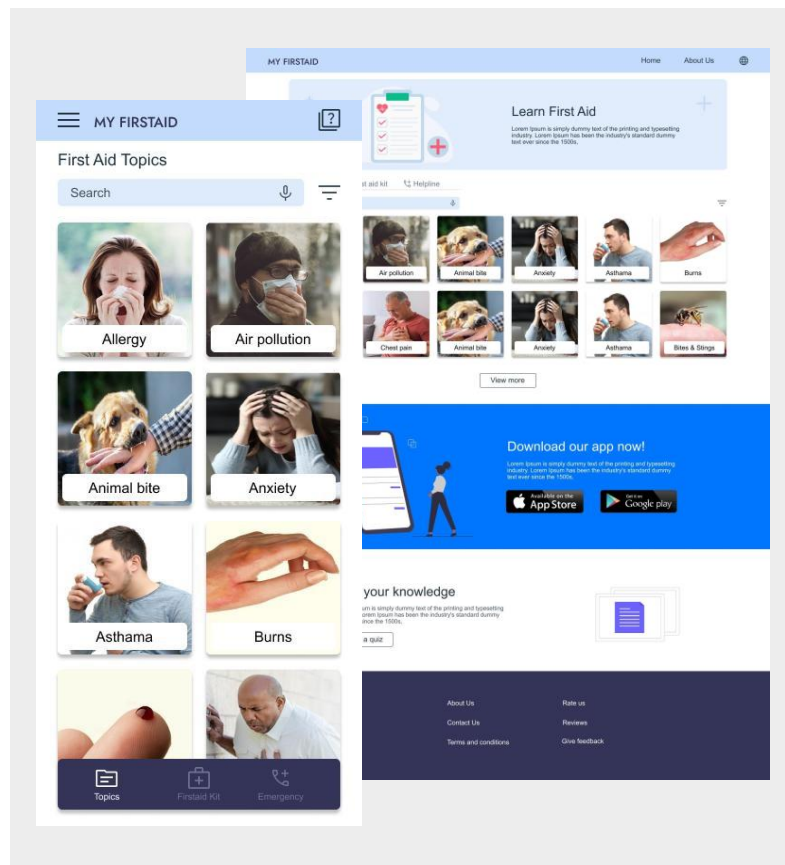 MY FIRSTAID
Home
About Us
Learn First Aid
Lorem Ipsum is simply dummy text of the printing and typesetting
industry. Lorem Ipsum has been the industry's standard dummy
text ever since the 1500s,
MY FIRSTAID
?
First Aid Topics
Search
Allergy
Air pollution
Animal bite
Anxiety
Asthama
Burns
Topics
Firstaid Kit
Emergency
st aid kit
Helpline
Air pollution
Animal bite
Anxiety
Asthama
Burns
Chest pain
Animal bite
Anxiety
Asthama
Bites & Stings
View more
Download our app now!
Lorem Ipsum is simply dummy text of the printing and typesetting
industry. Lorem Ipsum has been the industry's standard dummy
text ever since the 1500s,
Available on the
App Store
Get it on
Google play
your knowledge
um is simply dummy text of the printing and typesetting
orem Ipsum has been the industry's standard dummy
since the 1500s,
a quiz
About Us
Rate us
Contact Us
Reviews
Terms and conditions
Give feedback